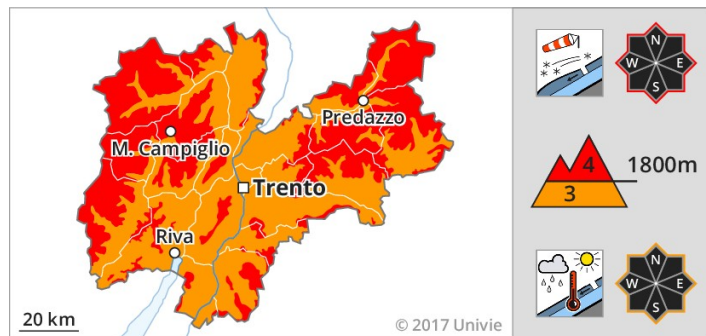 M. Campiglio
Predazzo
Trento
Riva
20 km
© 2017 Univie
N
W E
S
4 1800m
3
N
W E
S